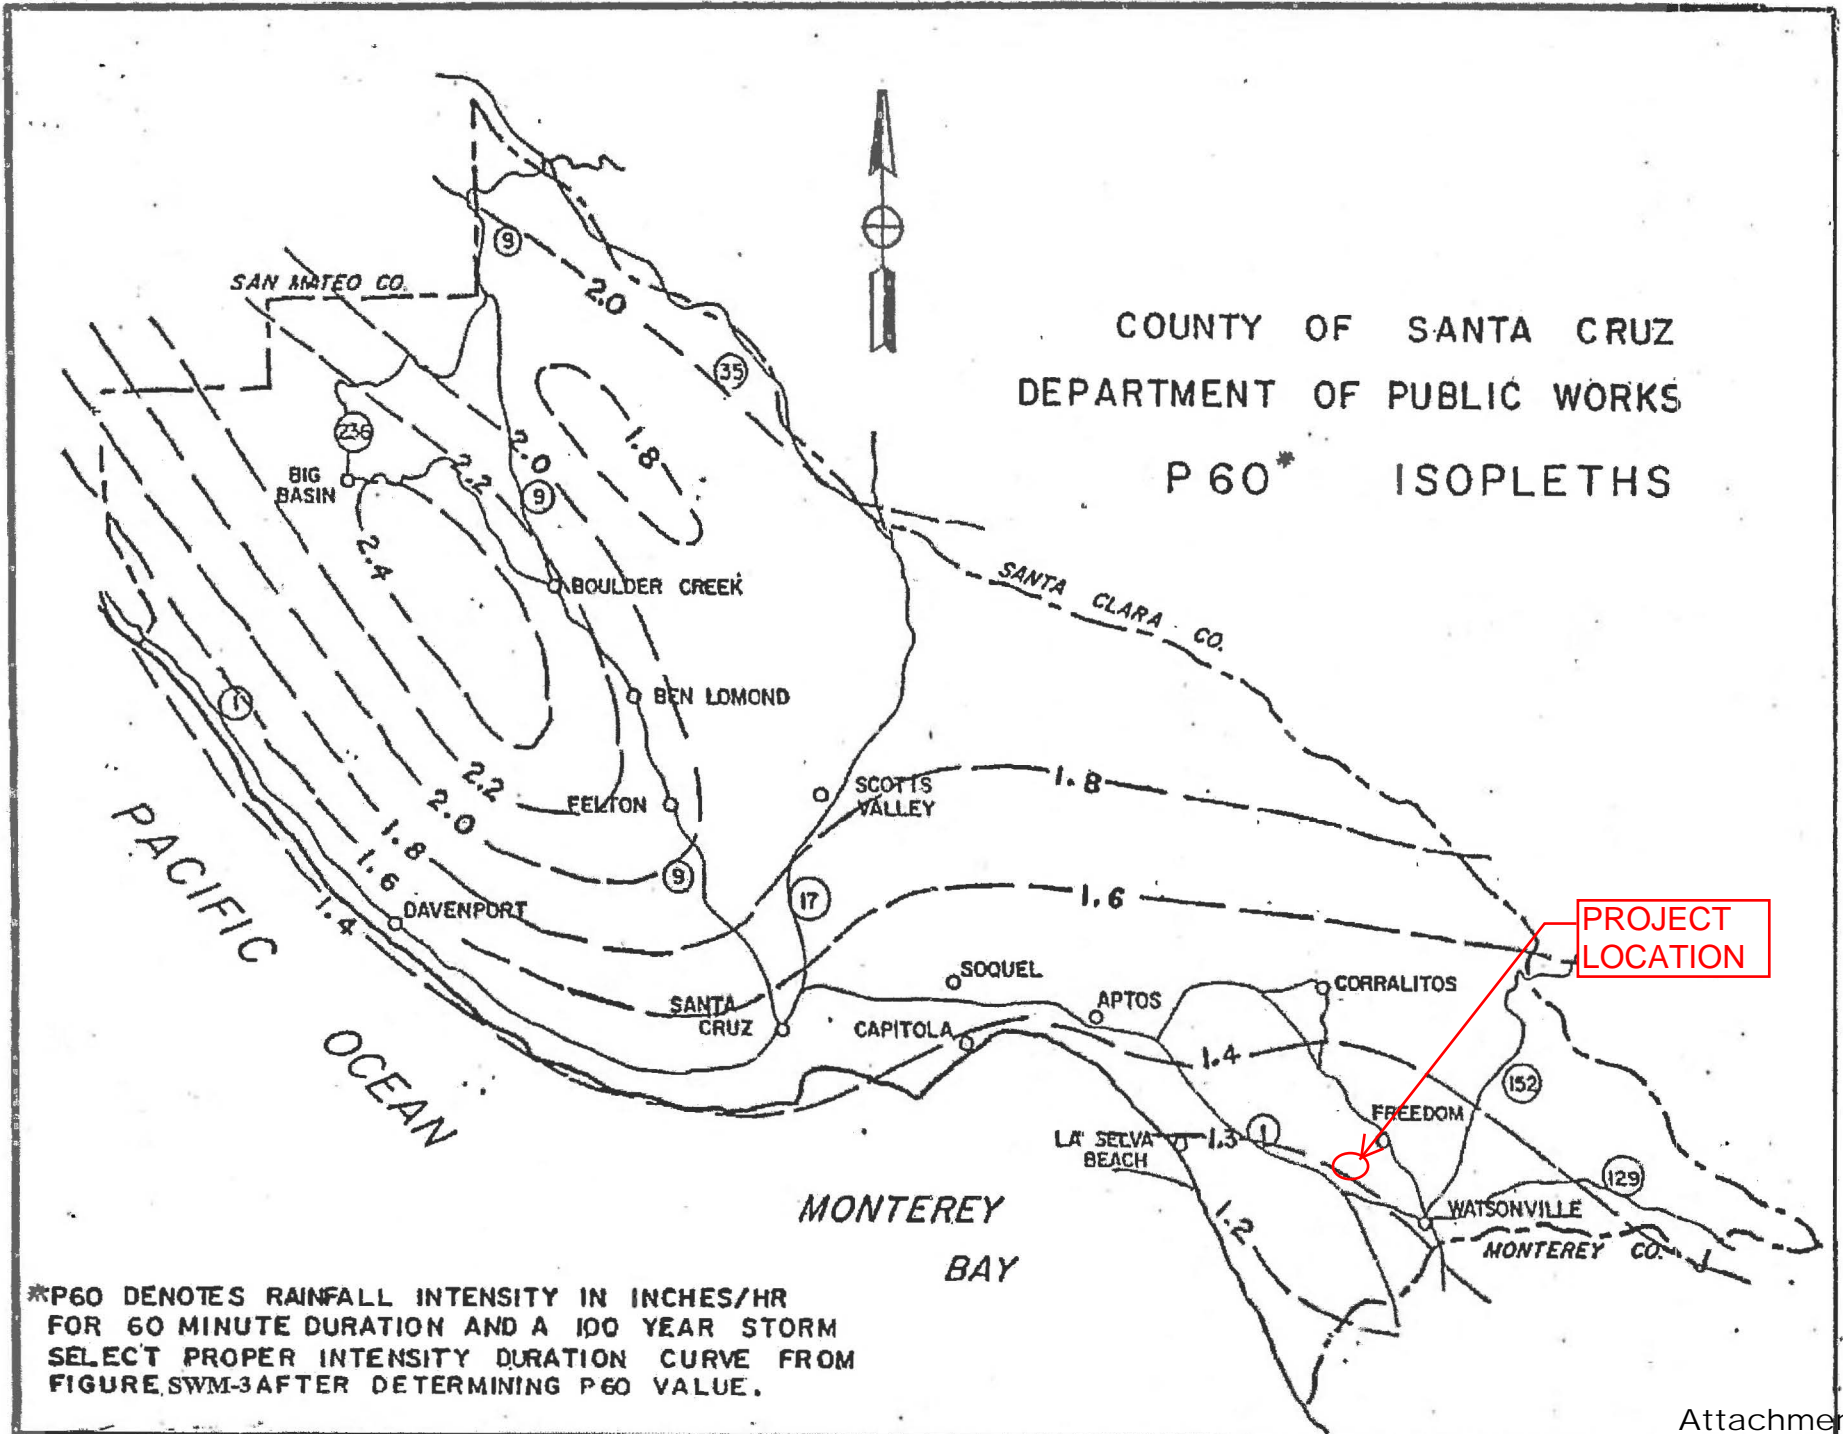 COUNTY OF SANTA CRUZ
DEPARTMENT OF PUBLIC WORKS
P60* ISOPLETHS
SAN MATEO CO.
9
2.0
35
236
BIG
BASIN
2.2
2.0
9
1.8
2.4
BOULDER CREEK
SANTA CLARA CO.
BEN LOMOND
1
2.2
2.0
1.8
1.6
1.4
FELTON
SCOTTS
VALLEY
1.8
9
17
1.6
DAVENPORT
PROJECT
LOCATION
PACIFIC
OCEAN
SANTA
CRUZ
SOQUEL
CAPITOLA
APTOS
CORRALITOS
1.4
152
FREEDOM
LA SELVA
BEACH
1.3
1
129
1.2
WATSONVILLE
MONTEREY CO.
MONTEREY
BAY
*P60 DENOTES RAINFALL INTENSITY IN INCHES/HR
FOR 60 MINUTE DURATION AND A 100 YEAR STORM
SELECT PROPER INTENSITY DURATION CURVE FROM
FIGURE SWM-3 AFTER DETERMINING P60 VALUE.
Attachmen